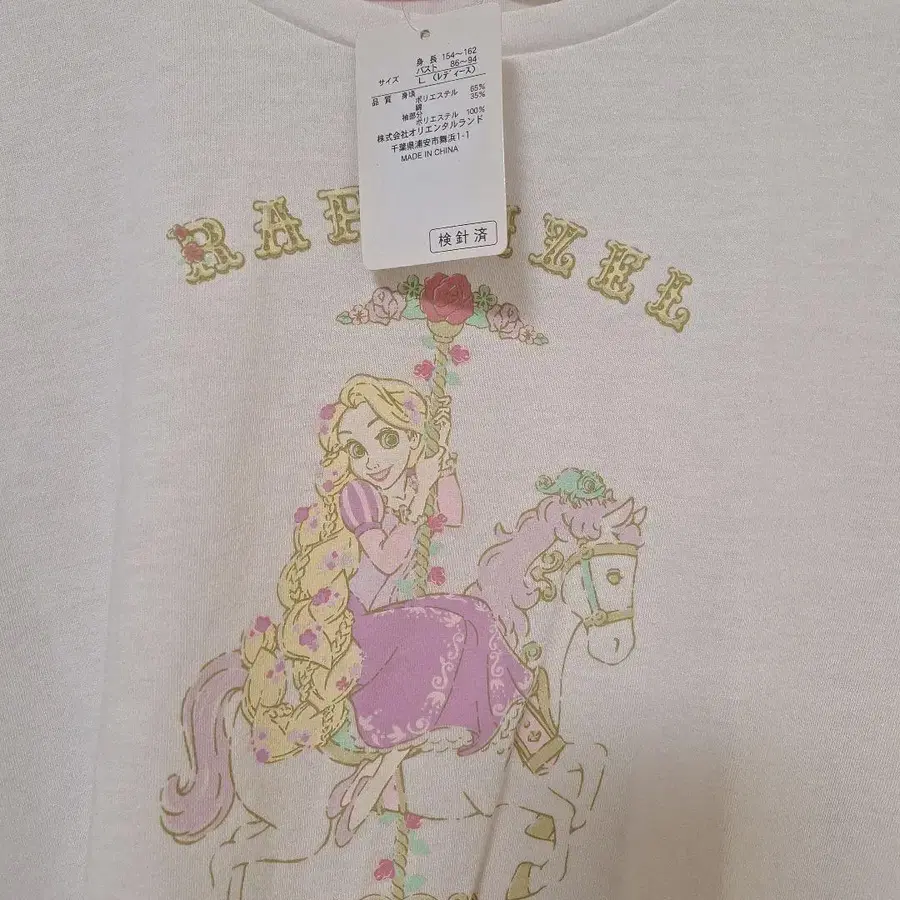 身長 154〜162
バスト 86〜94
サイズ L (レディース)
品質 身頃 ポリエステル 65%
綿 35%
袖部分 ポリエステル 100%
株式会社オリエンタルランド
千葉県浦安市舞浜1-1
MADE IN CHINA
検針済
RAP ZEL